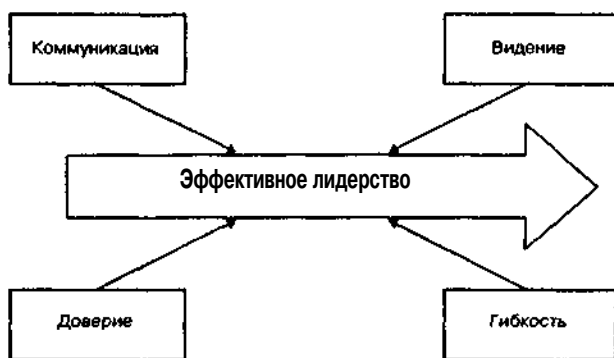 Коммуникация
Видение
Эффективное лидерство
Доверие
Гибкость